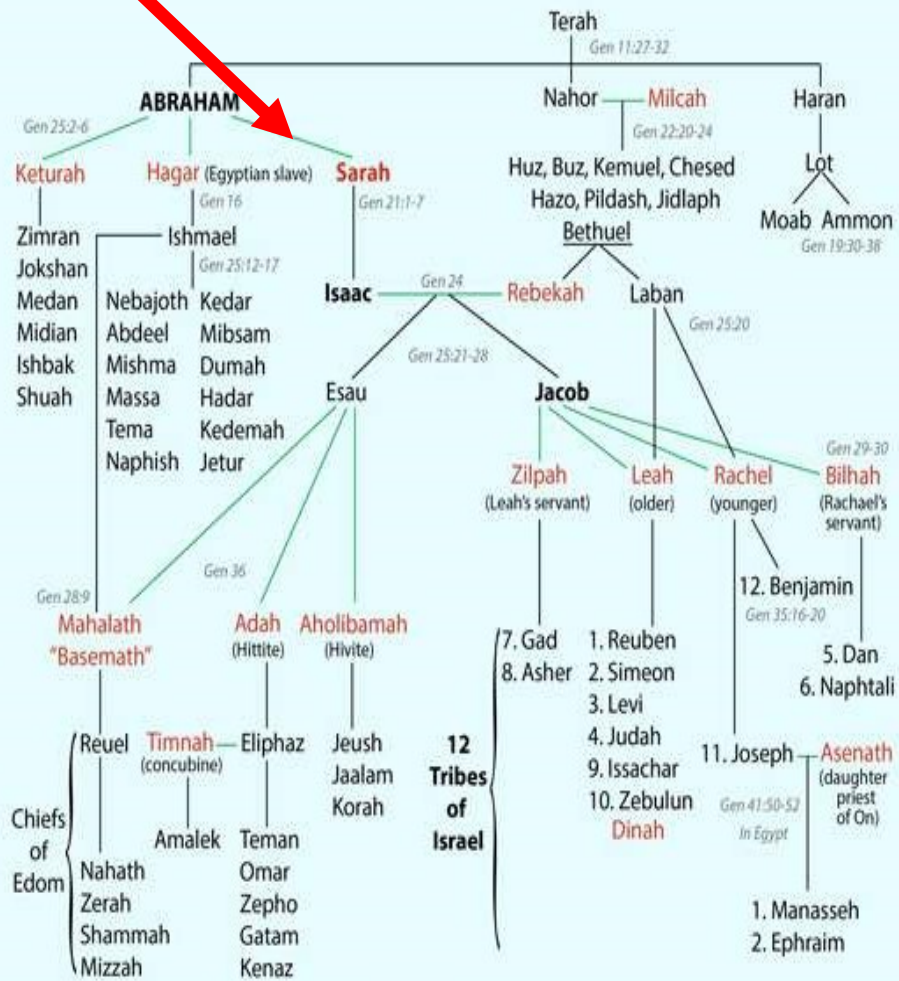 Terah
Gen 11:27-32
ABRAHAM
Nahor
Milcah
Haran
Gen 25:2-6
Gen 22:20-24
Keturah
Hagar (Egyptian slave)
Sarah
Huz, Buz, Kemuel, Chesed
Hazo, Pildash, Jidlaph
Bethuel
Lot
Gen 16
Gen 21:1-7
Moab Ammon
Gen 19:30-38
Zimran
Jokshan
Medan
Midian
Ishbak
Shuah
Ishmael
Gen 25:12-17
Nebajoth Kedar
Abdeel Mibsam
Mishma Dumah
Massa Hadar
Tema Kedemah
Naphish Jetur
Isaac
Gen 24
Rebekah
Laban
Gen 25:20
Gen 25:21-28
Esau
Jacob
Gen 29-30
Zilpah
(Leah's servant)
Leah
(older)
Rachel
(younger)
Bilhah
(Rachael's
servant)
Gen 36
Gen 28:9
12. Benjamin
Gen 35:16-20
Mahalath
"Basemath"
Adah
(Hittite)
Aholibamah
(Hivite)
7. Gad
8. Asher
1. Reuben
2. Simeon
3. Levi
4. Judah
9. Issachar
10. Zebulun
Dinah
5. Dan
6. Naphtali
Reuel
Timnah
(concubine)
Eliphaz
Jeush
Jaalam
Korah
12
Tribes
of
Israel
11. Joseph
Asenath
(daughter
priest
of On)
Gen 41:50-52
In Egypt
Chiefs
of
Edom
Amalek
Nahath
Zerah
Shammah
Mizzah
Teman
Omar
Zepho
Gatam
Kenaz
1. Manasseh
2. Ephraim